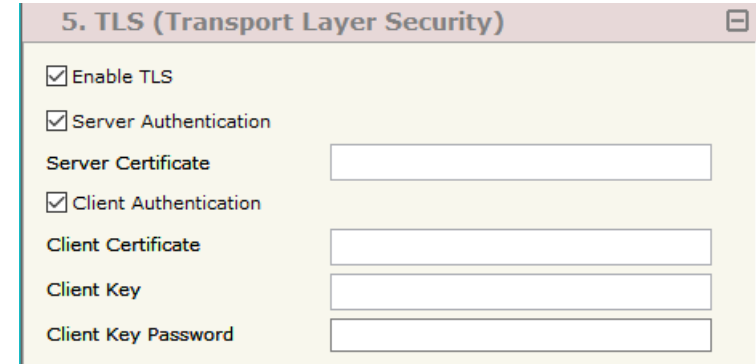 5. TLS (Transport Layer Security)
Enable TLS
Server Authentication
Server Certificate
Client Authentication
Client Certificate
Client Key
Client Key Password